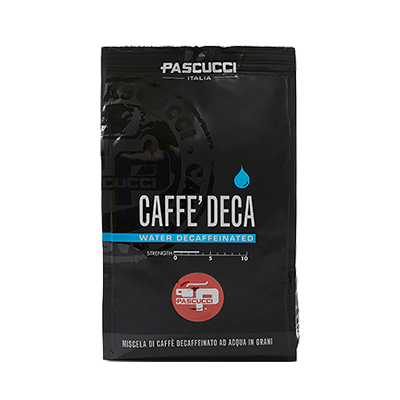 PASCUCCI
ITALIA
PASCUCCI
CAFFE' DECA
WATER DECAFFEINATED
STRENGTH 0 5 10
PASCUCCI
MISCELA DI CAFFÈ DECAFFEINATO AD ACQUA IN GRANI